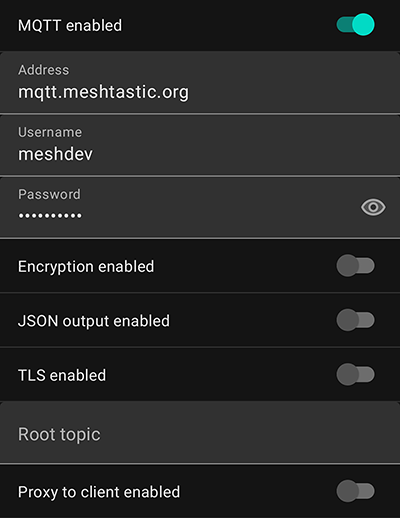 MQTT enabled
Address
mqtt.meshtastic.org
Username
meshdev
Password
••••••••••
Encryption enabled
JSON output enabled
TLS enabled
Root topic
Proxy to client enabled